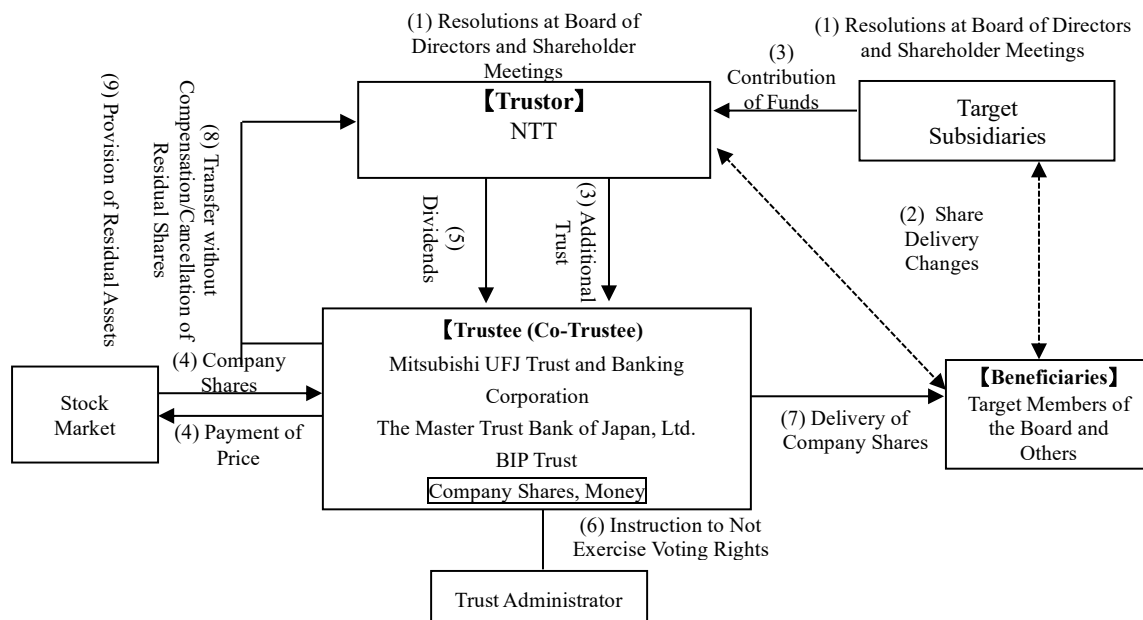 (1) Resolutions at Board of
Directors and Shareholder
Meetings
(1) Resolutions at Board of Directors
and Shareholder Meetings
(3)
Contribution
of Funds
【Trustor】
NTT
Target
Subsidiaries
(9) Provision of Residual Assets
(8) Transfer without
Compensation/Cancellation of
Residual Shares
(5)
Dividends
(3) Additional
Trust
(2) Share
Delivery
Changes
【Trustee (Co-Trustee)
Mitsubishi UFJ Trust and Banking
Corporation
The Master Trust Bank of Japan, Ltd.
BIP Trust
Company Shares, Money
(4) Company
Shares
Stock
Market
(4) Payment of
Price
(7) Delivery of
Company Shares
【Beneficiaries】
Target Members of
the Board and
Others
(6) Instruction to Not
Exercise Voting Rights
Trust Administrator